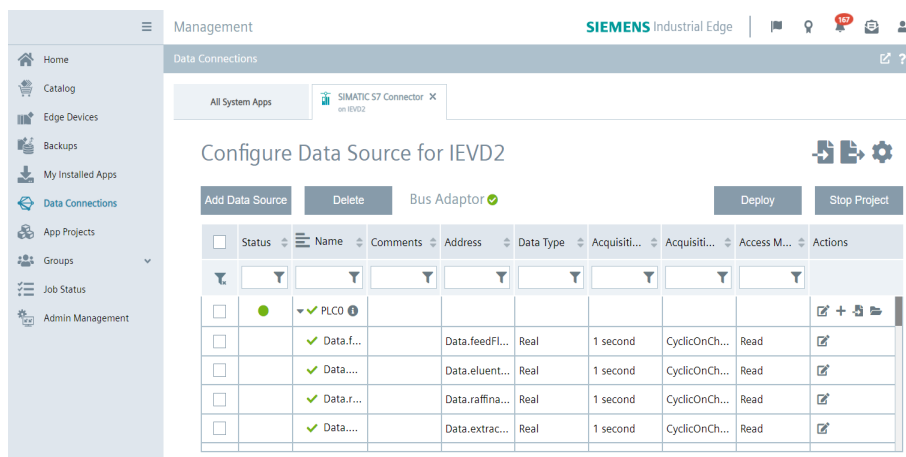 Management
SIEMENS Industrial Edge
167
Home
Catalog
Edge Devices
Backups
My Installed Apps
Data Connections
App Projects
Groups
Job Status
Admin Management
Data Connections
?
All System Apps
SIMATIC S7 Connector
on IEVD2
Configure Data Source for IEVD2
Add Data Source
Delete
Bus Adaptor
Deploy
Stop Project
Status Name Comments Address Data Type Acquisiti... Acquisiti... Access M... Actions
PLC0
Data.f... Data.feedFl... Real 1 second CyclicOnCh... Read
Data.... Data.eluent... Real 1 second CyclicOnCh... Read
Data.r... Data.raffina... Real 1 second CyclicOnCh... Read
Data.... Data.extrac... Real 1 second CyclicOnCh... Read